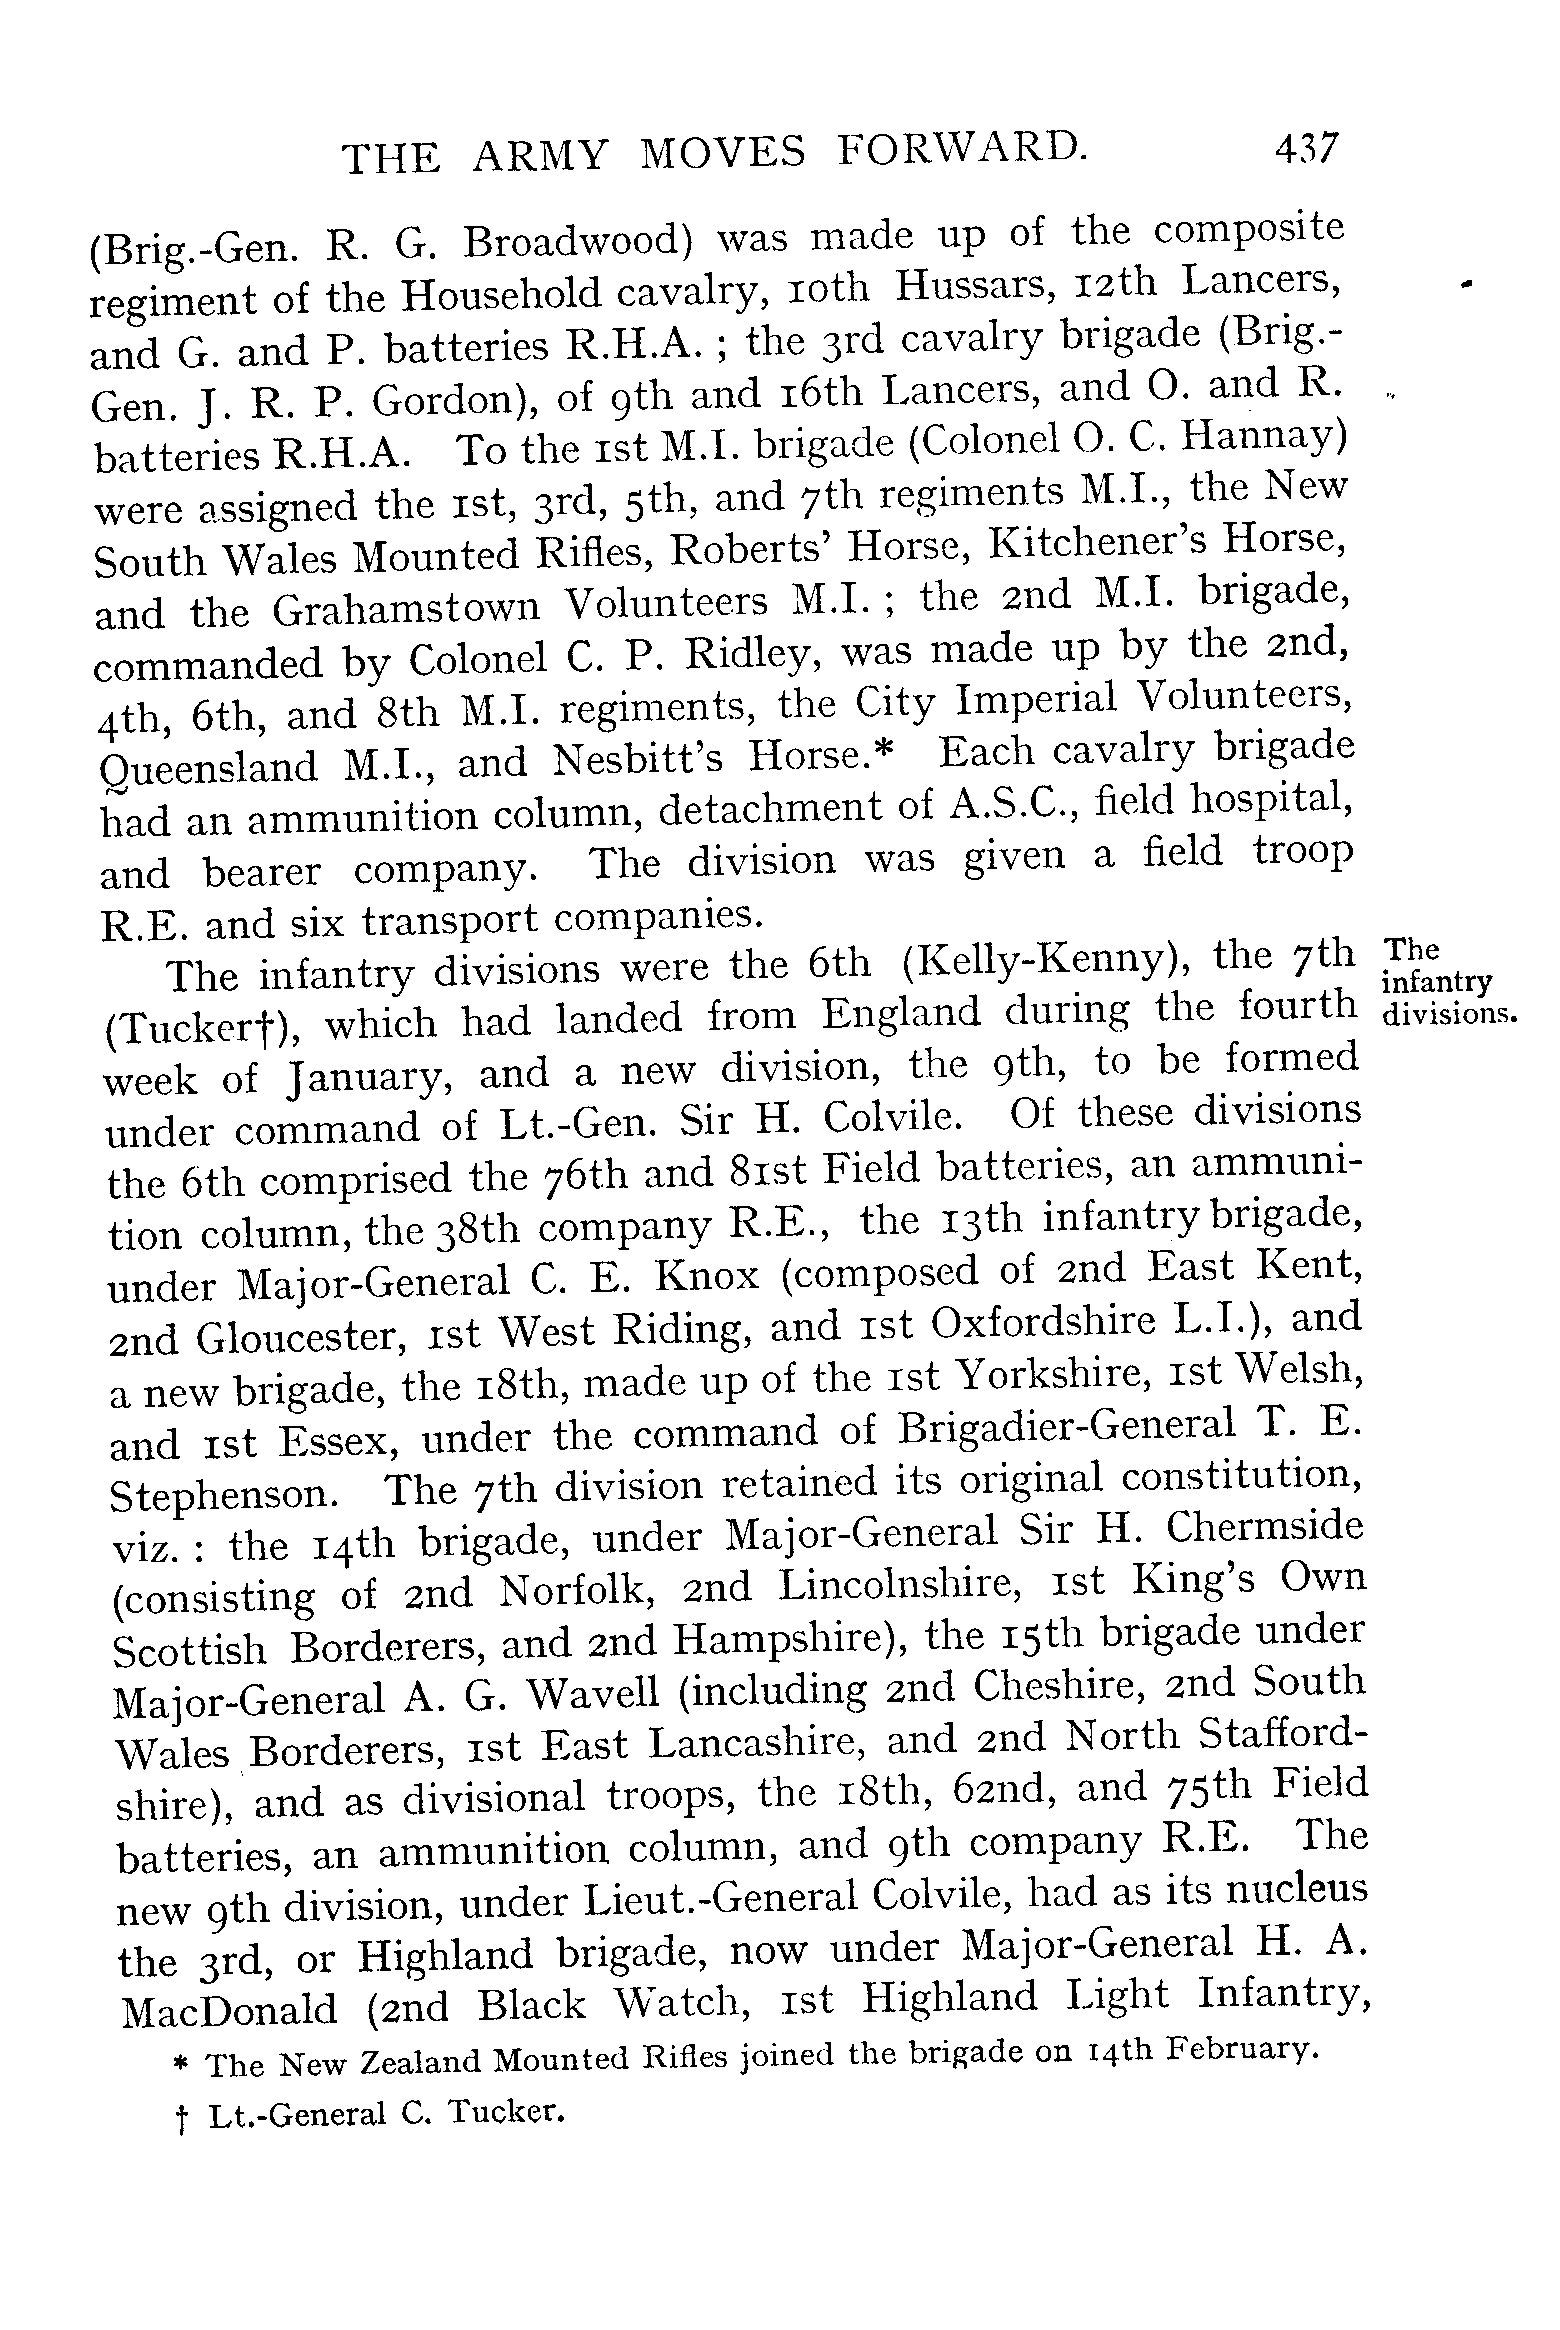 THE ARMY MOVES FORWARD. 437
(Brig.-Gen. R. G. Broadwood) was made up of the composite
regiment of the Household cavalry, 10th Hussars, 12th Lancers,
and G. and P. batteries R.H.A. ; the 3rd cavalry brigade (Brig.-
Gen. J. R. P. Gordon), of 9th and 16th Lancers, and O. and R.
batteries R.H.A. To the 1st M.I. brigade (Colonel O. C. Hannay)
were assigned the 1st, 3rd, 5th, and 7th regiments M.I., the New
South Wales Mounted Rifles, Roberts' Horse, Kitchener's Horse,
and the Grahamstown Volunteers M.I. ; the 2nd M.I. brigade,
commanded by Colonel C. P. Ridley, was made up by the 2nd,
4th, 6th, and 8th M.I. regiments, the City Imperial Volunteers,
Queensland M.I., and Nesbitt's Horse.* Each cavalry brigade
had an ammunition column, detachment of A.S.C., field hospital,
and bearer company. The division was given a field troop
R.E. and six transport companies.
The infantry divisions were the 6th (Kelly-Kenny), the 7th
(Tucker†), which had landed from England during the fourth
week of January, and a new division, the 9th, to be formed
under command of Lt.-Gen. Sir H. Colvile. Of these divisions
the 6th comprised the 76th and 81st Field batteries, an ammuni-
tion column, the 38th company R.E., the 13th infantry brigade,
under Major-General C. E. Knox (composed of 2nd East Kent,
2nd Gloucester, 1st West Riding, and 1st Oxfordshire L.I.), and
a new brigade, the 18th, made up of the 1st Yorkshire, 1st Welsh,
and 1st Essex, under the command of Brigadier-General T. E.
Stephenson. The 7th division retained its original constitution,
viz. : the 14th brigade, under Major-General Sir H. Chermside
(consisting of 2nd Norfolk, 2nd Lincolnshire, 1st King's Own
Scottish Borderers, and 2nd Hampshire), the 15th brigade under
Major-General A. G. Wavell (including 2nd Cheshire, 2nd South
Wales Borderers, 1st East Lancashire, and 2nd North Stafford-
shire), and as divisional troops, the 18th, 62nd, and 75th Field
batteries, an ammunition column, and 9th company R.E. The
new 9th division, under Lieut.-General Colvile, had as its nucleus
the 3rd, or Highland brigade, now under Major-General H. A.
MacDonald (2nd Black Watch, 1st Highland Light Infantry,
The
infantry
divisions.
* The New Zealand Mounted Rifles joined the brigade on 14th February.
† Lt.-General C. Tucker.